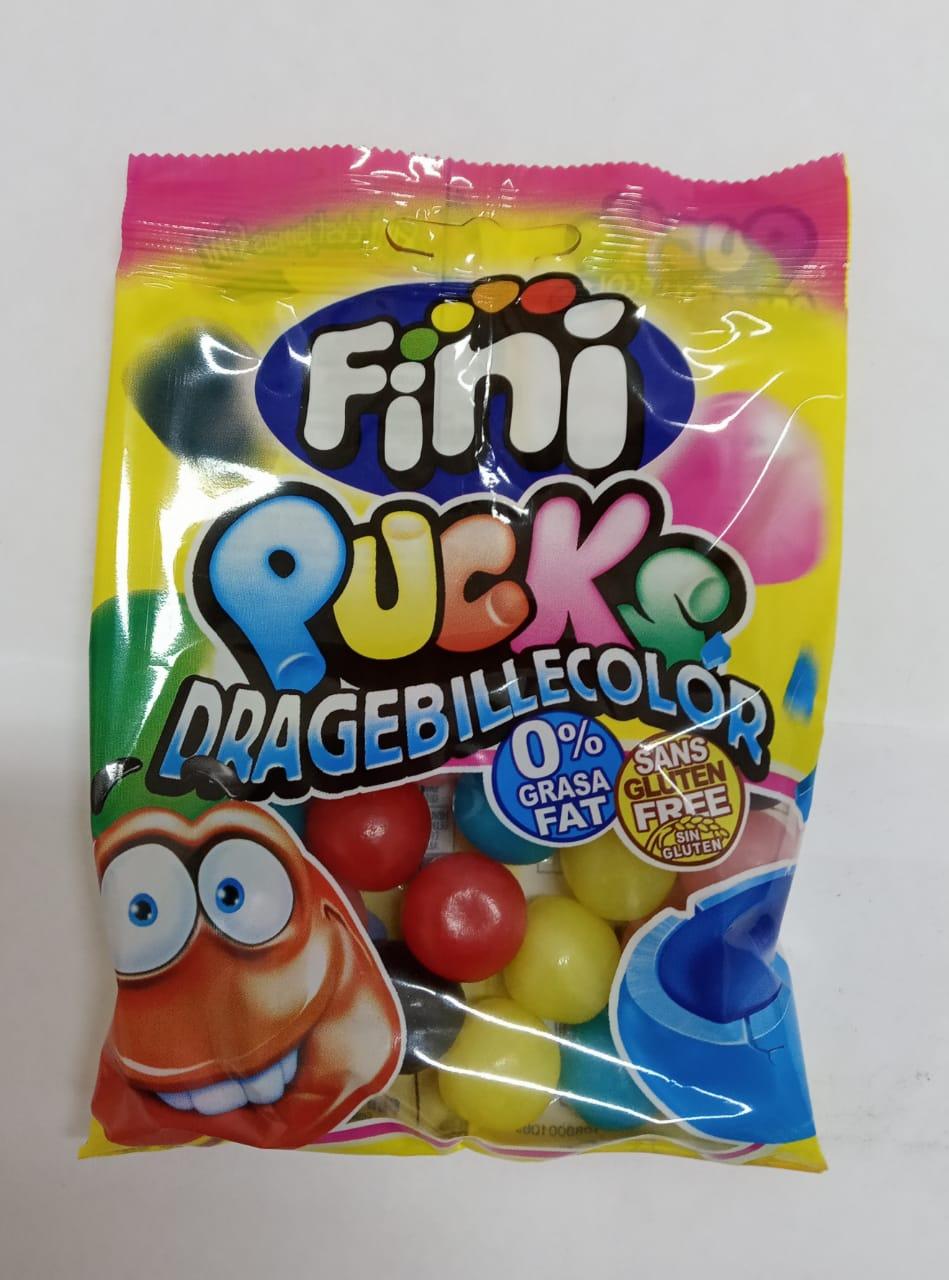 Fini
PUCKS
DRAGEBILLECOLOR
0%
GRASA
FAT
SANS
GLUTEN
FREE
SIN
GLUTEN